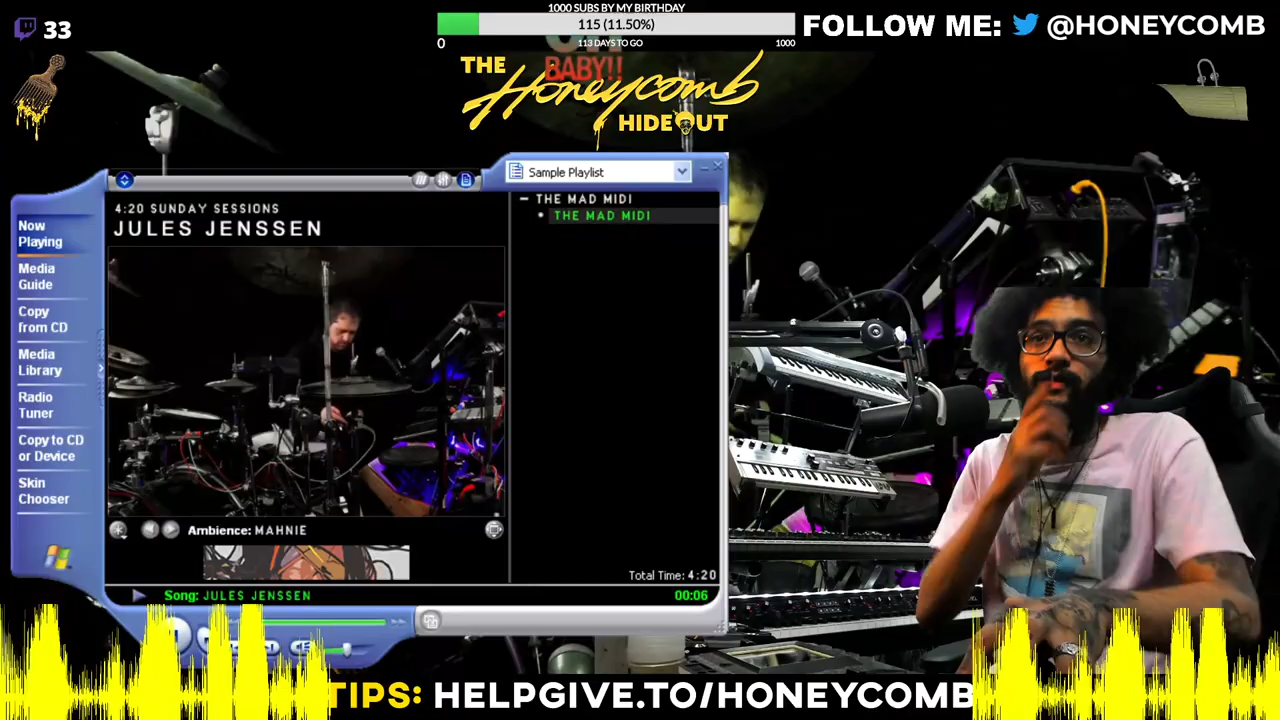 33
1000 SUBS BY MY BIRTHDAY
115 (11.50%)
0
113 DAYS TO GO
1000
FOLLOW ME: @HONEYCOMB
BABY!!
THE
Honeycomb
HIDEOUT
Sample Playlist
THE MAD MIDI
THE MAD MIDI
4:20 SUNDAY SESSIONS
JULES JENSSEN
Now
Playing
Media
Guide
Copy
from CD
Media
Library
Radio
Tuner
Copy to CD
or Device
Skin
Chooser
Ambience: MAHNIE
Total Time: 4:20
Song: JULES JENSSEN
00:06
TIPS: HELPGIVE.TO/HONEYCOMB